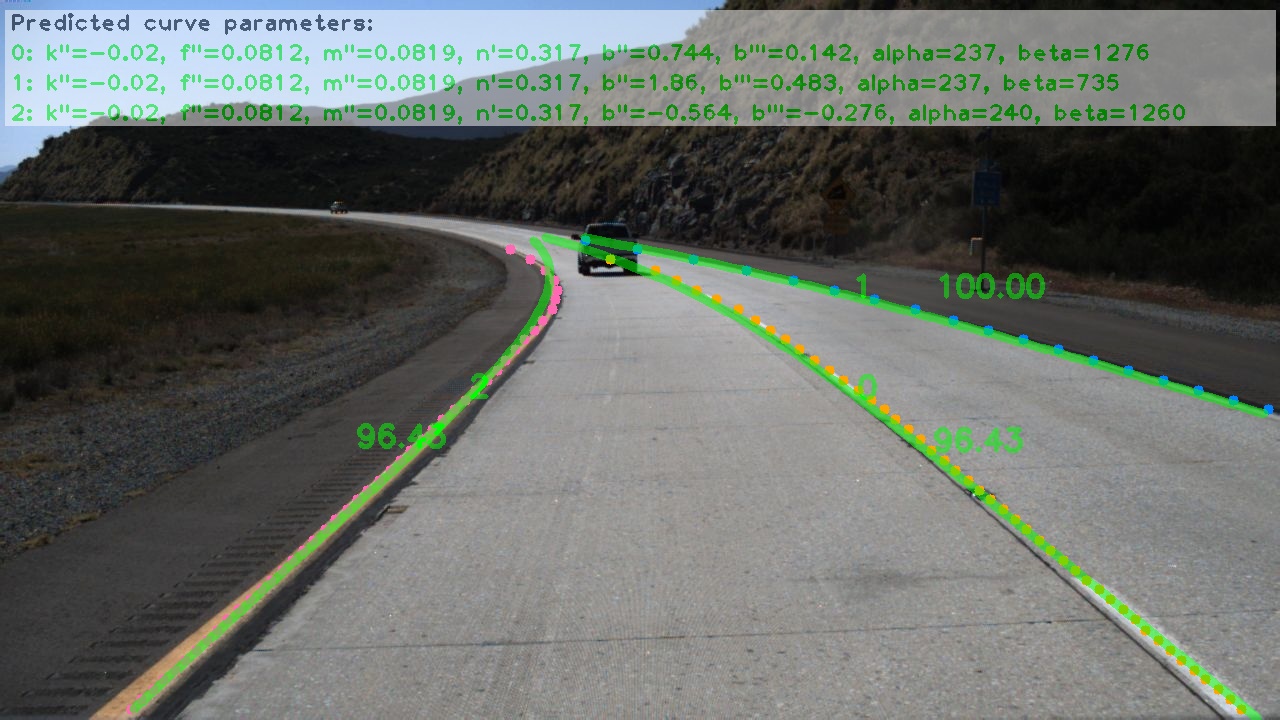 Predicted curve parameters:
0: k''=-0.02, f''=0.0812, m''=0.0819, n'=0.317, b''=0.744, b'''=0.142, alpha=237, beta=1276
1: k''=-0.02, f''=0.0812, m''=0.0819, n'=0.317, b''=1.86, b'''=0.483, alpha=237, beta=735
2: k''=-0.02, f''=0.0812, m''=0.0819, n'=0.317, b''=-0.564, b'''=-0.276, alpha=240, beta=1260
1 100.00
2 0
96.43 96.43